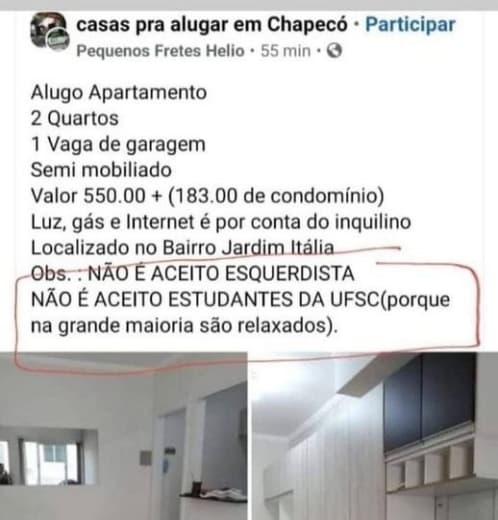 casas pra alugar em Chapecó · Participar
Pequenos Fretes Helio · 55 min ·
Alugo Apartamento
2 Quartos
1 Vaga de garagem
Semi mobiliado
Valor 550.00 + (183.00 de condomínio)
Luz, gás e Internet é por conta do inquilino
Localizado no Bairro Jardim Itália
Obs. : NÃO É ACEITO ESQUERDISTA
NÃO É ACEITO ESTUDANTES DA UFSC(porque
na grande maioria são relaxados).